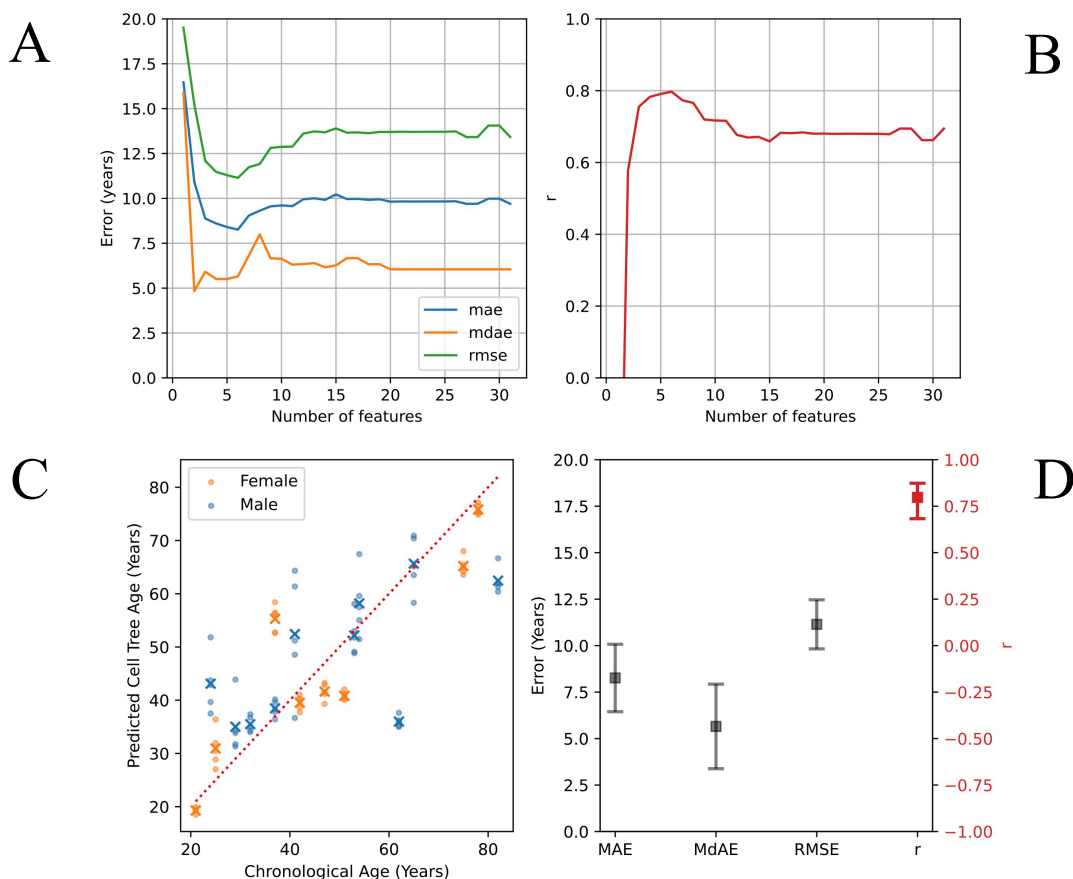 A
20.0
17.5
15.0
12.5
10.0
7.5
5.0
2.5
0.0
Error (years)
mae
mdae
rmse
0 5 10 15 20 25 30
Number of features
B
1.0
0.8
0.6
0.4
0.2
0.0
r
0 5 10 15 20 25 30
Number of features
C
Female
Male
80
70
60
50
40
30
20
Predicted Cell Tree Age (Years)
20 40 60 80
Chronological Age (Years)
D
20.0
17.5
15.0
12.5
10.0
7.5
5.0
2.5
0.0
Error (Years)
MAE MdAE RMSE r
1.00
0.75
0.50
0.25
0.00
−0.25
−0.50
−0.75
−1.00
r